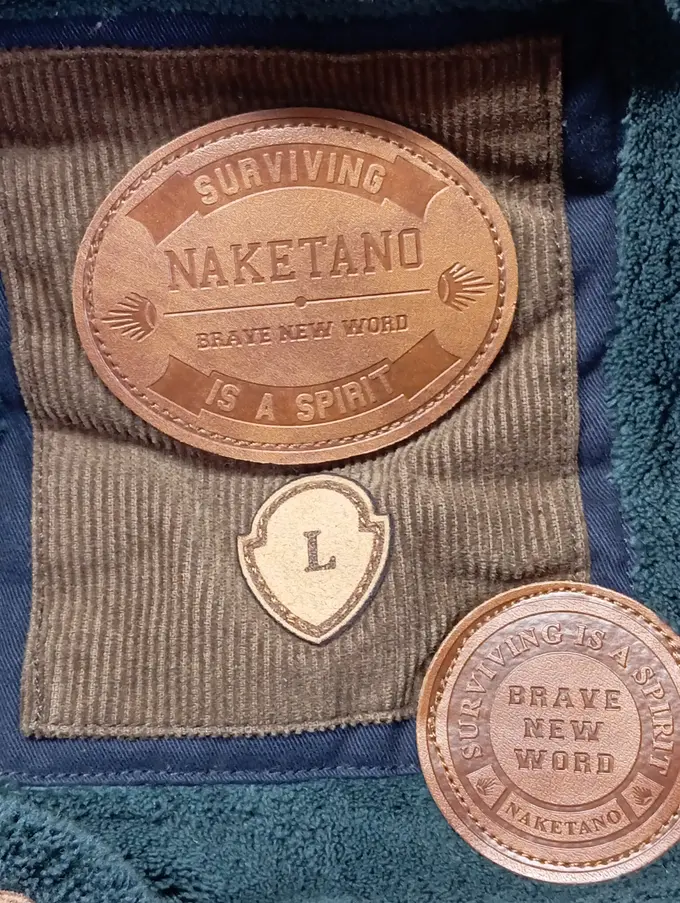 SURVIVING
NAKETANO
BRAVE NEW WORD
IS A SPIRIT
L
SURVIVING IS A SPIRIT
BRAVE
NEW
WORD
NAKETANO